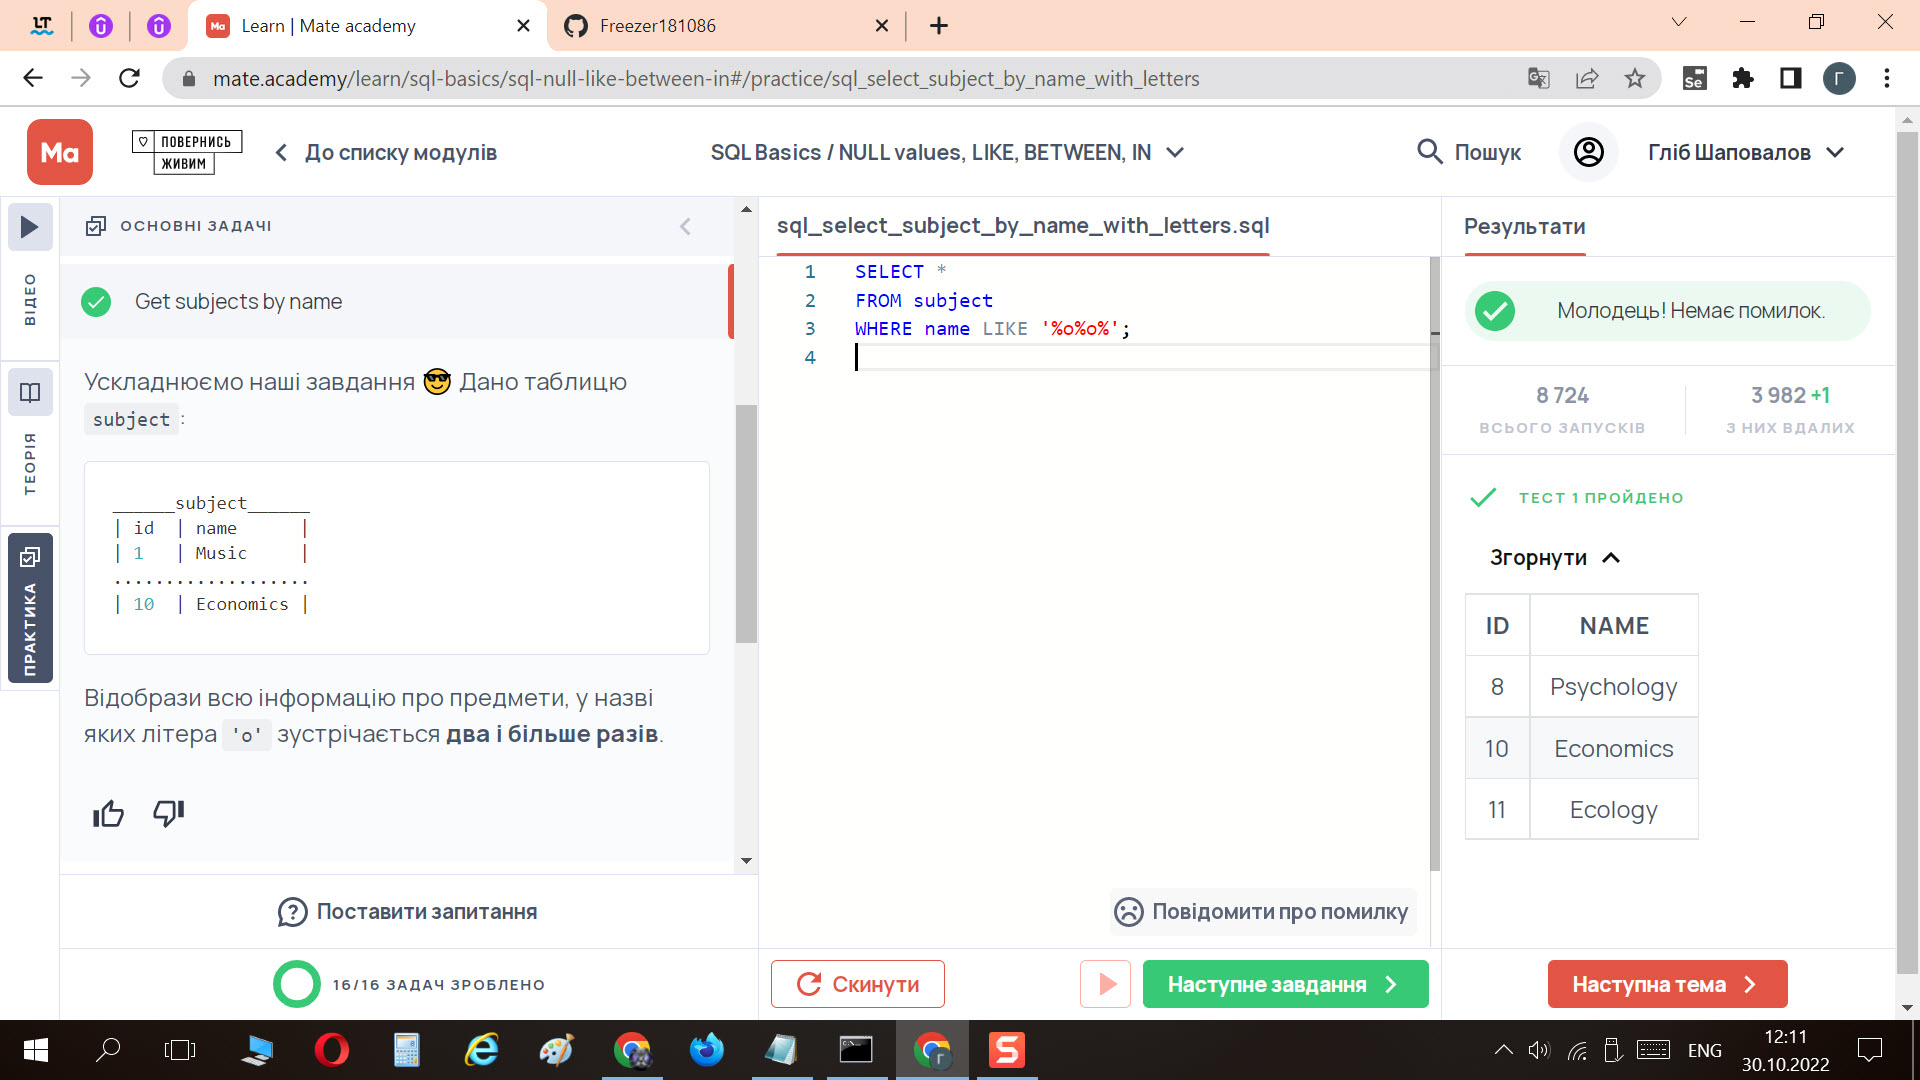 Learn | Mate academy
Freezer181086
mate.academy/learn/sql-basics/sql-null-like-between-in#/practice/sql_select_subject_by_name_with_letters
Se
Г
Ma
ПОВЕРНИСЬ
ЖИВИМ
До списку модулів
SQL Basics / NULL values, LIKE, BETWEEN, IN
Пошук
Гліб Шаповалов
ВІДЕО
ТЕОРІЯ
ПРАКТИКА
ОСНОВНІ ЗАДАЧІ
Get subjects by name
Ускладнюємо наші завдання 😎 Дано таблицю
subject :
______subject______
| id | name |
| 1 | Music |
...................
| 10 | Economics |
Відобрази всю інформацію про предмети, у назві
яких літера 'o' зустрічається два і більше разів.
Поставити запитання
16/16 ЗАДАЧ ЗРОБЛЕНО
sql_select_subject_by_name_with_letters.sql
1 SELECT *
2 FROM subject
3 WHERE name LIKE '%o%o%';
4
Повідомити про помилку
Скинути
Наступне завдання
Результати
Молодець! Немає помилок.
8 724
ВСЬОГО ЗАПУСКІВ
3 982 +1
З НИХ ВДАЛИХ
ТЕСТ 1 ПРОЙДЕНО
Згорнути
ID NAME
8 Psychology
10 Economics
11 Ecology
Наступна тема
ENG
12:11
30.10.2022